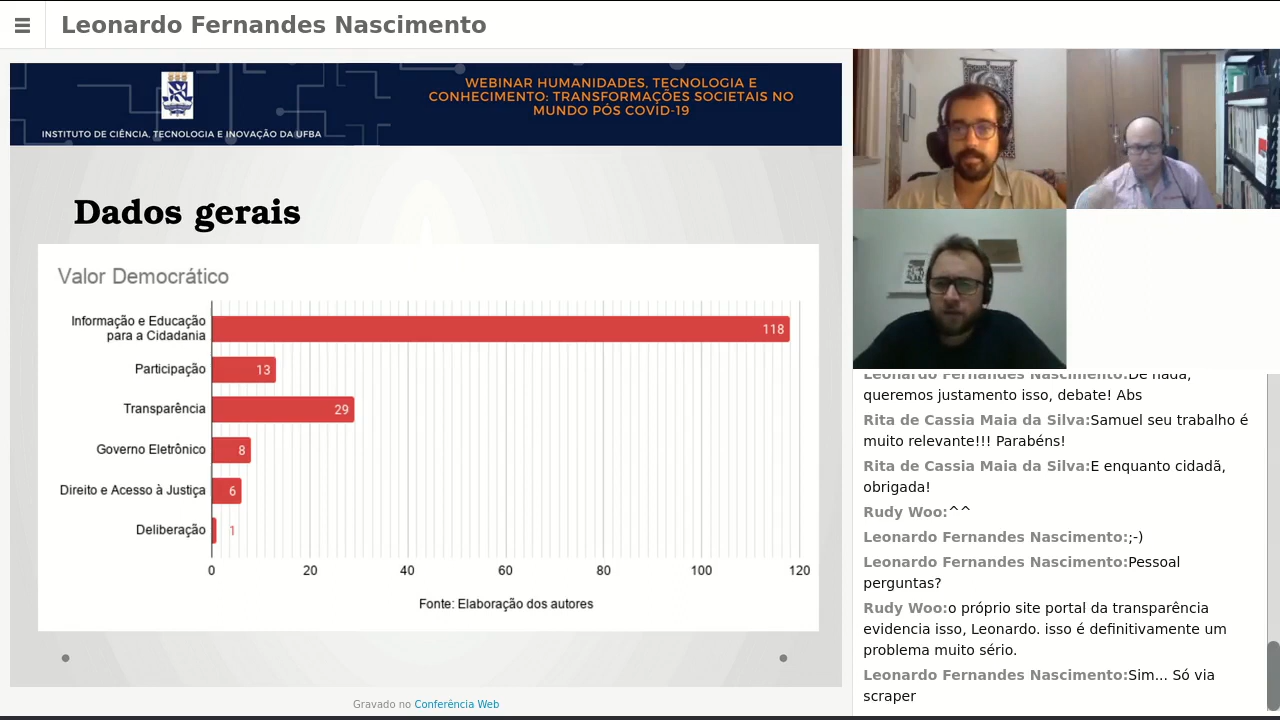 Leonardo Fernandes Nascimento
WEBINAR HUMANIDADES, TECNOLOGIA E
CONHECIMENTO: TRANSFORMAÇÕES SOCIETAIS NO
MUNDO PÓS COVID-19
INSTITUTO DE CIÊNCIA, TECNOLOGIA E INOVAÇÃO DA UFBA
Dados gerais
Valor Democrático
Informação e Educação
para a Cidadania
118
Participação
13
Transparência
29
Governo Eletrônico
8
Direito e Acesso à Justiça
6
Deliberação
1
0 20 40 60 80 100 120
Fonte: Elaboração dos autores
Gravado no Conferência Web
Leonardo Fernandes Nascimento:De nada,
queremos justamento isso, debate! Abs
Rita de Cassia Maia da Silva:Samuel seu trabalho é
muito relevante!!! Parabéns!
Rita de Cassia Maia da Silva:E enquanto cidadã,
obrigada!
Rudy Woo:^^
Leonardo Fernandes Nascimento:;-)
Leonardo Fernandes Nascimento:Pessoal
perguntas?
Rudy Woo:o próprio site portal da transparência
evidencia isso, Leonardo. isso é definitivamente um
problema muito sério.
Leonardo Fernandes Nascimento:Sim... Só via
scraper